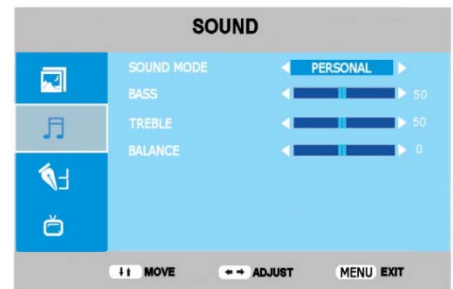 SOUND
SOUND MODE PERSONAL
BASS 50
TREBLE 50
BALANCE 0
MOVE ADJUST MENU EXIT